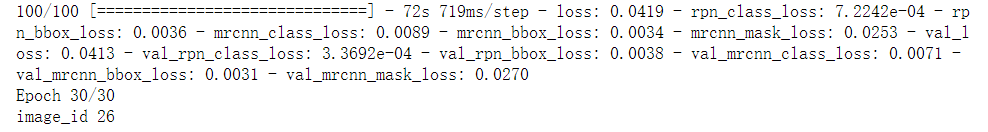 100/100 [==============================] - 72s 719ms/step - loss: 0.0419 - rpn_class_loss: 7.2242e-04 - rp
n_bbox_loss: 0.0036 - mrcnn_class_loss: 0.0089 - mrcnn_bbox_loss: 0.0034 - mrcnn_mask_loss: 0.0253 - val_l
oss: 0.0413 - val_rpn_class_loss: 3.3692e-04 - val_rpn_bbox_loss: 0.0038 - val_mrcnn_class_loss: 0.0071 -
val_mrcnn_bbox_loss: 0.0031 - val_mrcnn_mask_loss: 0.0270
Epoch 30/30
image_id 26